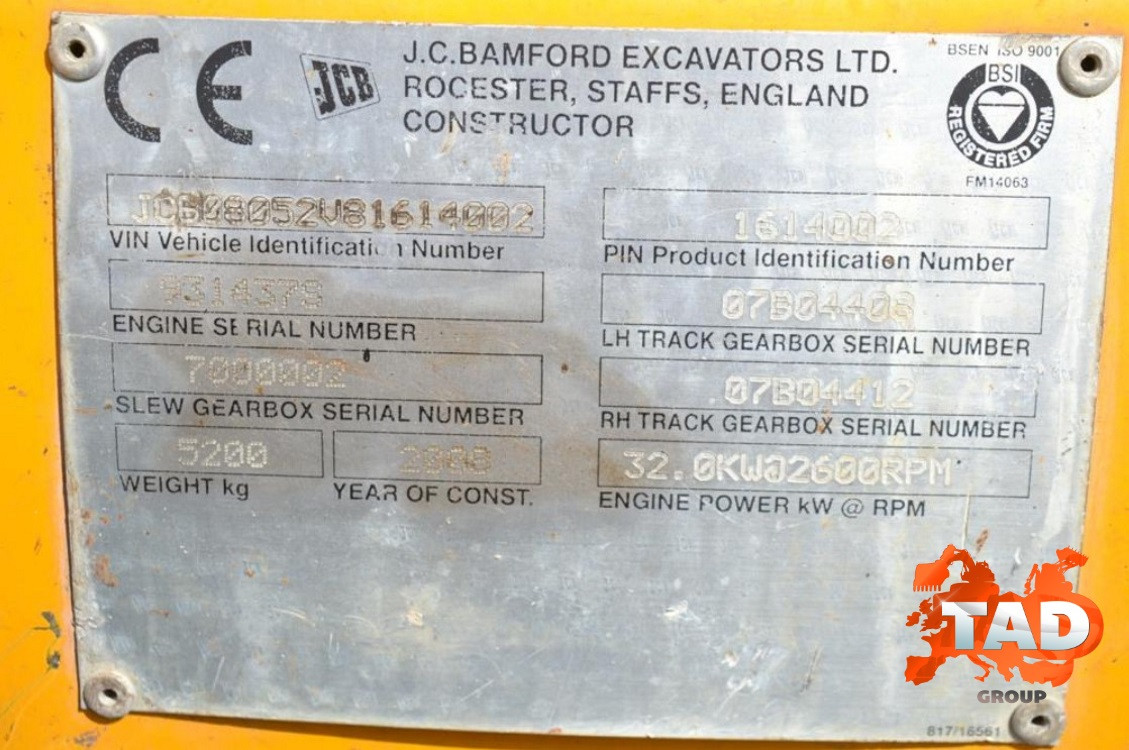 CE
JCB
J.C.BAMFORD EXCAVATORS LTD.
ROCESTER, STAFFS, ENGLAND
CONSTRUCTOR
BSEN ISO 9001
BSI
REGISTERED FIRM
FM14063
JCB08052V81614002
VIN Vehicle Identification Number
1614002
PIN Product Identification Number
9314378
ENGINE SERIAL NUMBER
07B04408
LH TRACK GEARBOX SERIAL NUMBER
7000002
SLEW GEARBOX SERIAL NUMBER
07B04412
RH TRACK GEARBOX SERIAL NUMBER
5200
WEIGHT kg
2008
YEAR OF CONST.
32.0KW@2600RPM
ENGINE POWER kW @ RPM
TAD
GROUP
817/16561